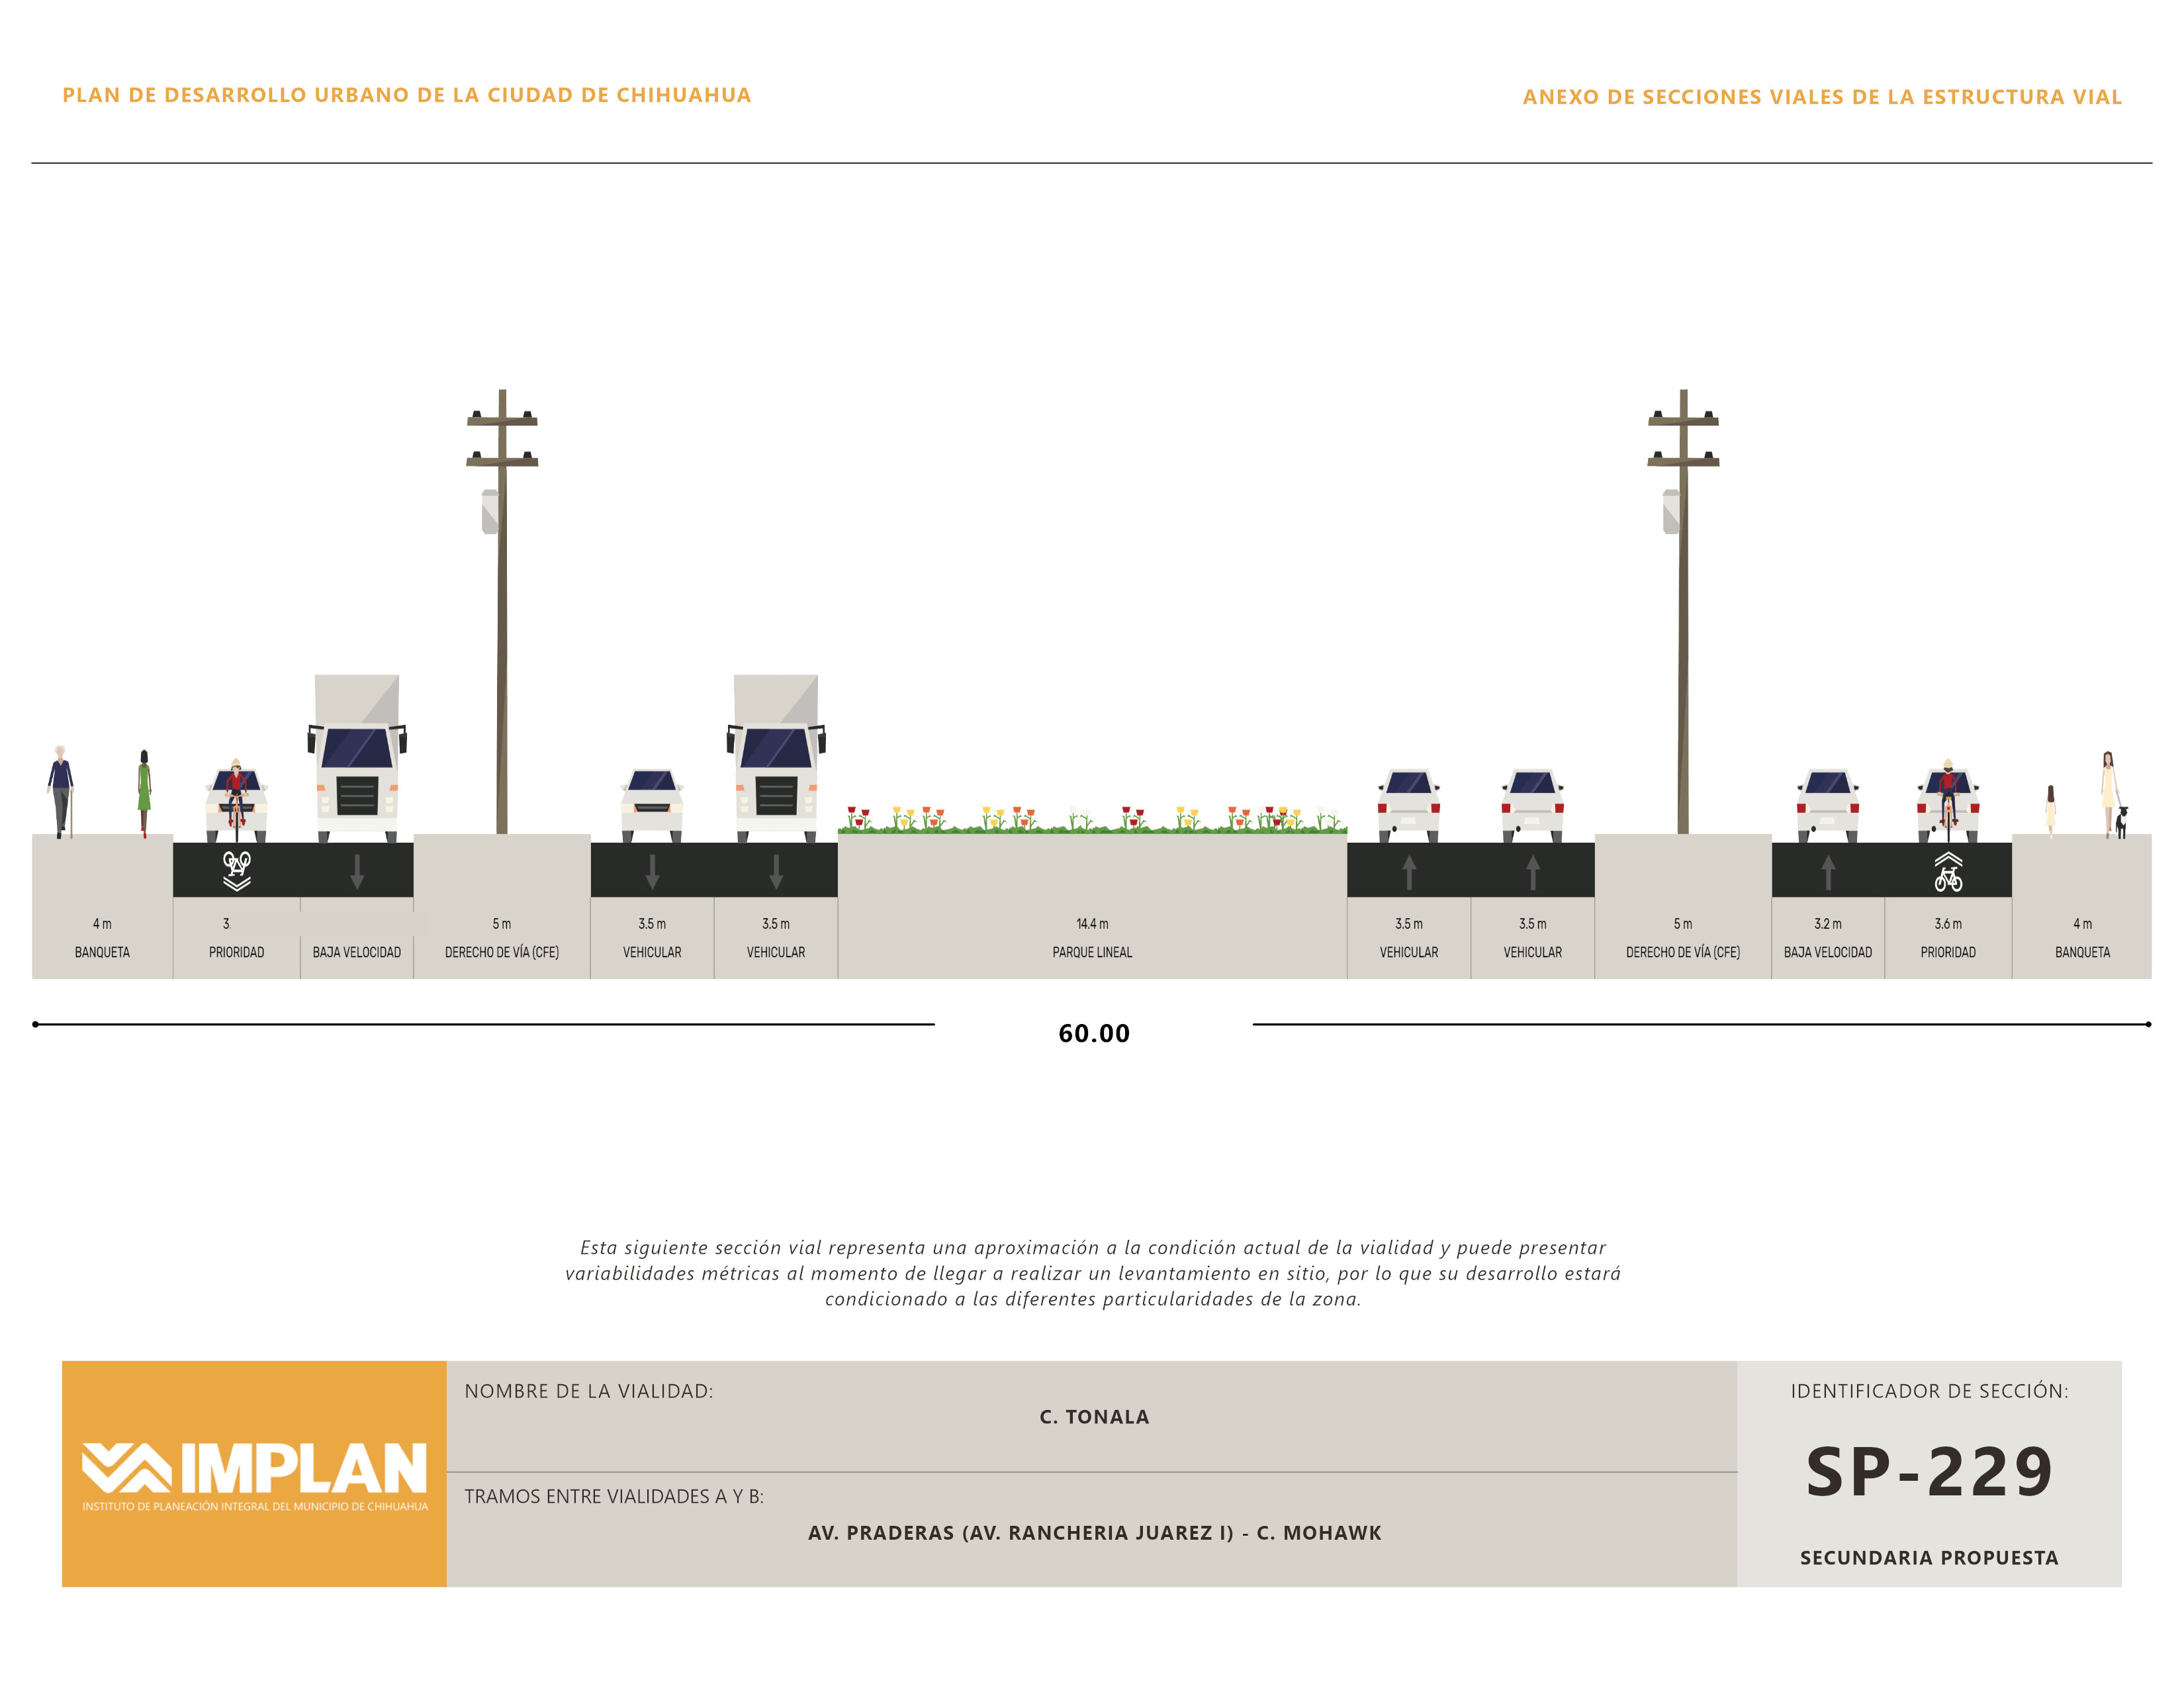 PLAN DE DESARROLLO URBANO DE LA CIUDAD DE CHIHUAHUA
ANEXO DE SECCIONES VIALES DE LA ESTRUCTURA VIAL
4 m 3. 5 m 3.5 m 3.5 m 14.4 m 3.5 m 3.5 m 5 m 3.2 m 3.6 m 4 m
BANQUETA PRIORIDAD BAJA VELOCIDAD DERECHO DE VÍA (CFE) VEHICULAR VEHICULAR PARQUE LINEAL VEHICULAR VEHICULAR DERECHO DE VÍA (CFE) BAJA VELOCIDAD PRIORIDAD BANQUETA
60.00
Esta siguiente sección vial representa una aproximación a la condición actual de la vialidad y puede presentar
variabilidades métricas al momento de llegar a realizar un levantamiento en sitio, por lo que su desarrollo estará
condicionado a las diferentes particularidades de la zona.
IMPLAN
INSTITUTO DE PLANEACIÓN INTEGRAL DEL MUNICIPIO DE CHIHUAHUA
NOMBRE DE LA VIALIDAD:
C. TONALA
TRAMOS ENTRE VIALIDADES A Y B:
AV. PRADERAS (AV. RANCHERIA JUAREZ I) - C. MOHAWK
IDENTIFICADOR DE SECCIÓN:
SP-229
SECUNDARIA PROPUESTA